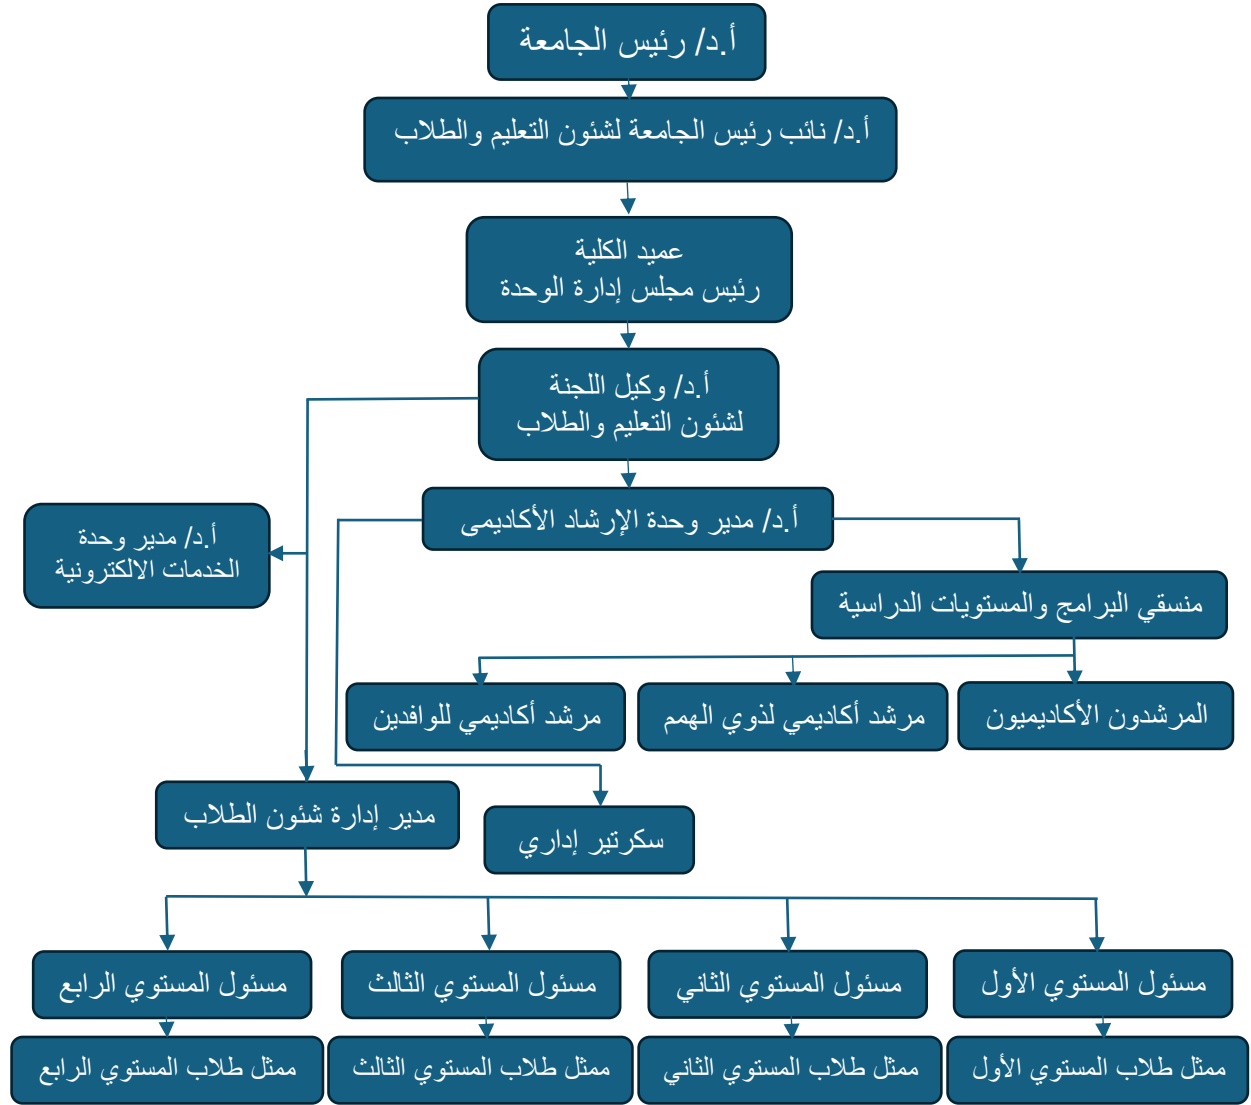 أ.د/ رئيس الجامعة
أ.د/ نائب رئيس الجامعة لشئون التعليم والطلاب
عميد الكلية
رئيس مجلس إدارة الوحدة
أ.د/ وكيل اللجنة
لشئون التعليم والطلاب
أ.د/ مدير وحدة الإرشاد الأكاديمى
أ.د/ مدير وحدة
الخدمات الالكترونية
منسقي البرامج والمستويات الدراسية
المرشدون الأكاديميون
مرشد أكاديمي لذوي الهمم
مرشد أكاديمي للوافدين
مدير إدارة شئون الطلاب
سكرتير إداري
مسئول المستوي الأول
مسئول المستوي الثاني
مسئول المستوي الثالث
مسئول المستوي الرابع
ممثل طلاب المستوي الأول
ممثل طلاب المستوي الثاني
ممثل طلاب المستوي الثالث
ممثل طلاب المستوي الرابع